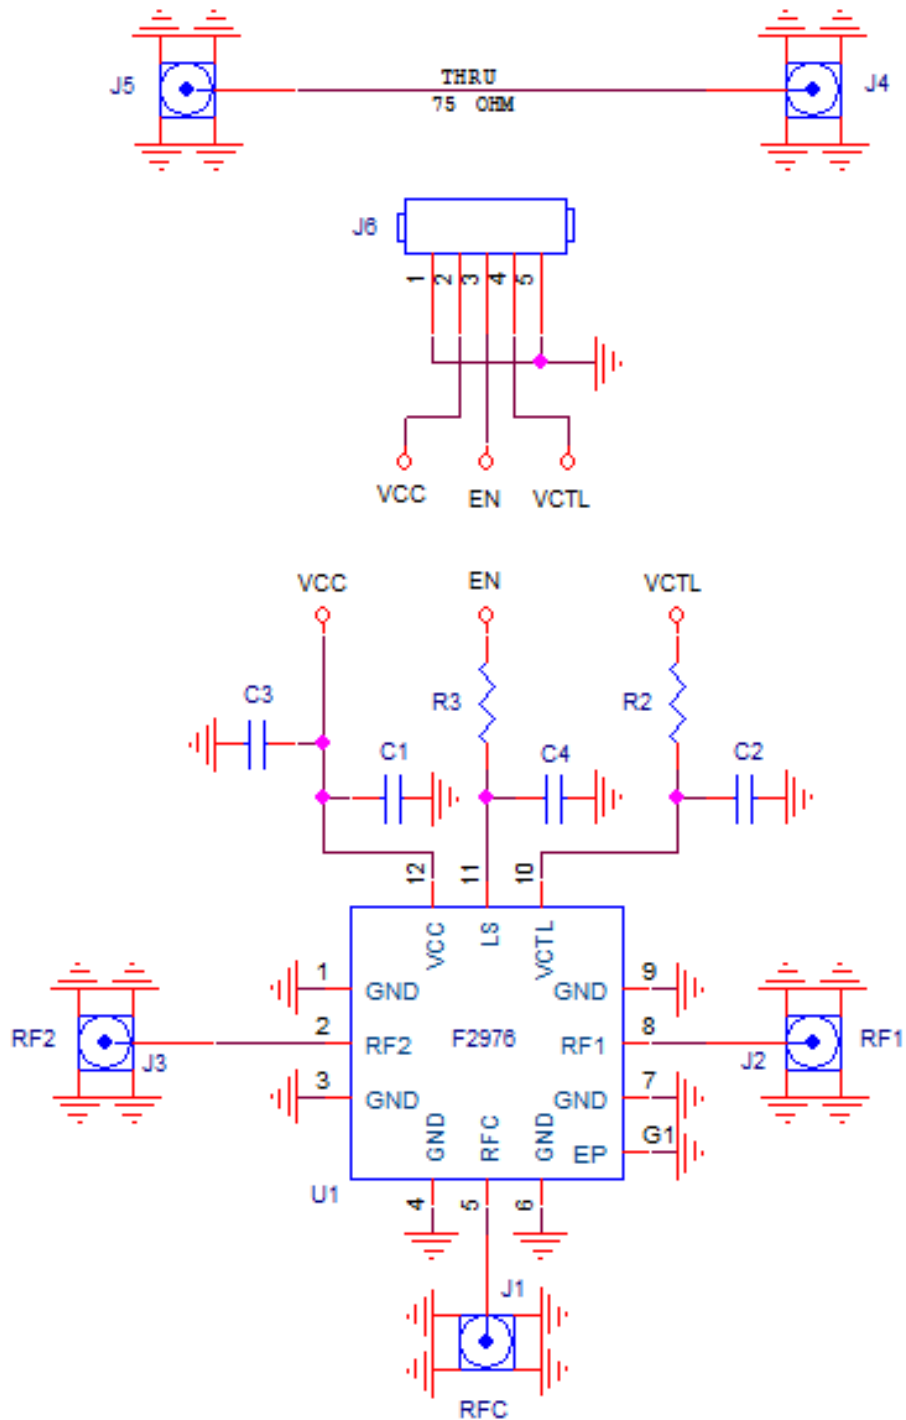 THRU
J5
J4
75 OHM
J6
1
2
3
4
5
VCC
EN
VCTL
VCC
EN
VCTL
C3
R3
R2
C1
C4
C2
12
11
10
VCC
LS
VCTL
1
GND
GND
9
RF2
J3
2
RF2
F2976
RF1
8
J2
RF1
3
GND
GND
7
GND
RFC
GND
EP
G1
U1
4
5
6
J1
RFC